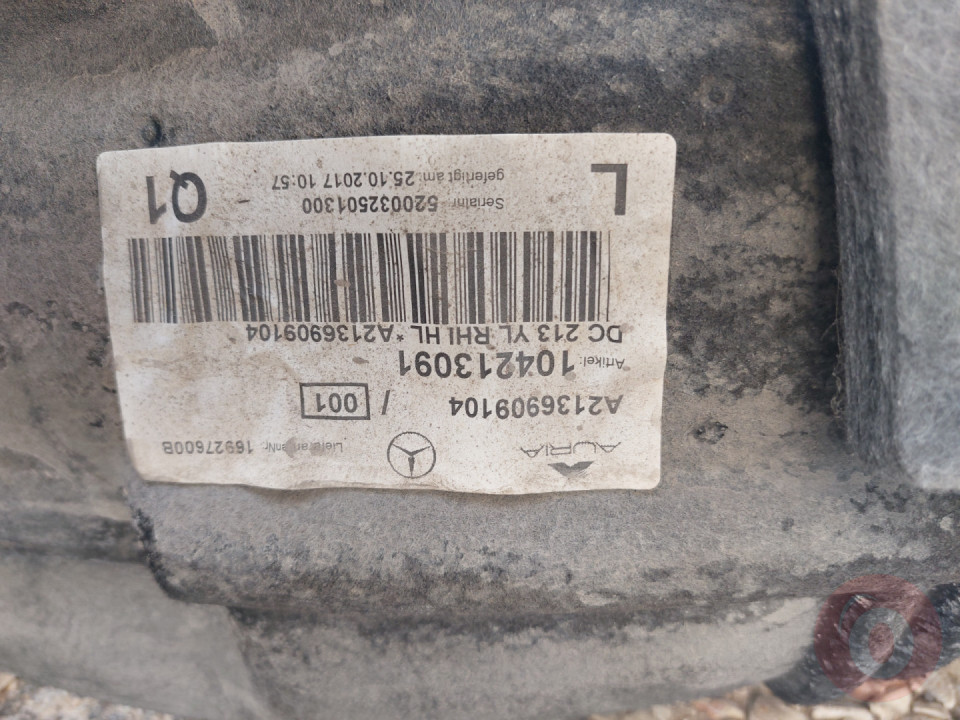 AURIA LieferantenNr: 16927600B
A2136909104 / 001
Artikel: 104213091
DC 213 YL RHI HL *A2136909104
Serialnr: 520032501300
L gefertigt am: 25.10.2017 10:57 Q1